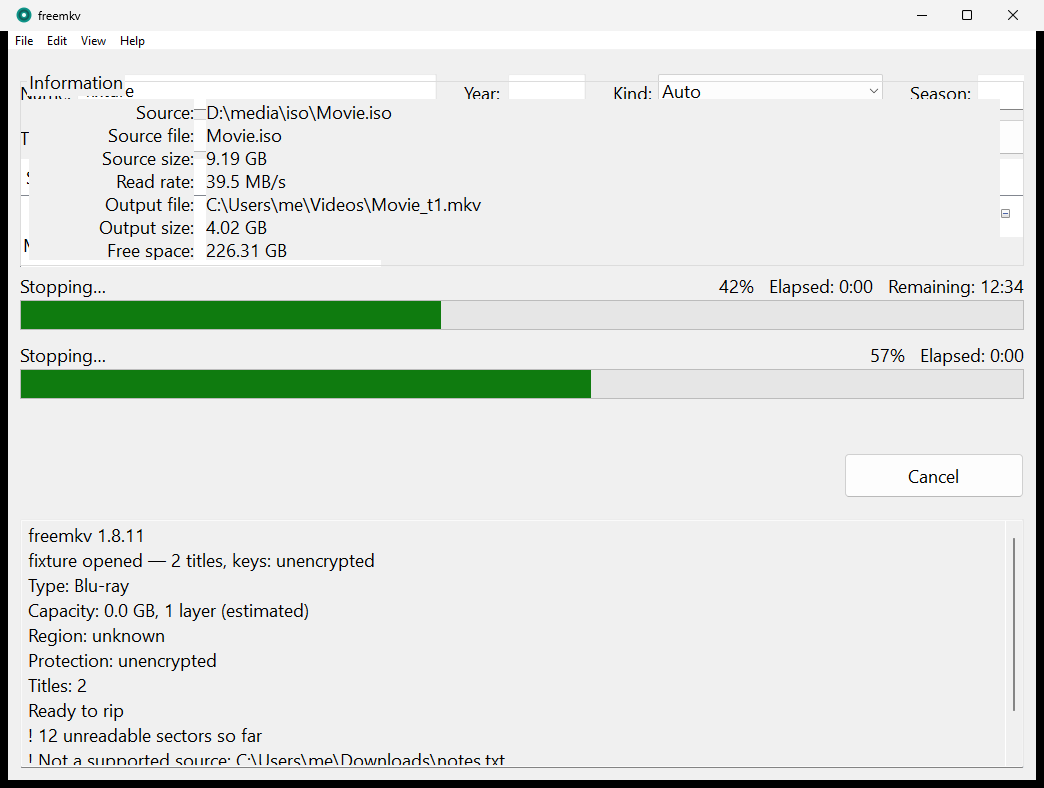 freemkv
File Edit View Help
Information
Year: Kind: Auto Season:
Source: D:\media\iso\Movie.iso
Source file: Movie.iso
Source size: 9.19 GB
Read rate: 39.5 MB/s
Output file: C:\Users\me\Videos\Movie_t1.mkv
Output size: 4.02 GB
Free space: 226.31 GB
Stopping... 42% Elapsed: 0:00 Remaining: 12:34
Stopping... 57% Elapsed: 0:00
Cancel
freemkv 1.8.11
fixture opened — 2 titles, keys: unencrypted
Type: Blu-ray
Capacity: 0.0 GB, 1 layer (estimated)
Region: unknown
Protection: unencrypted
Titles: 2
Ready to rip
! 12 unreadable sectors so far
! Not a supported source: C:\Users\me\Downloads\notes.txt